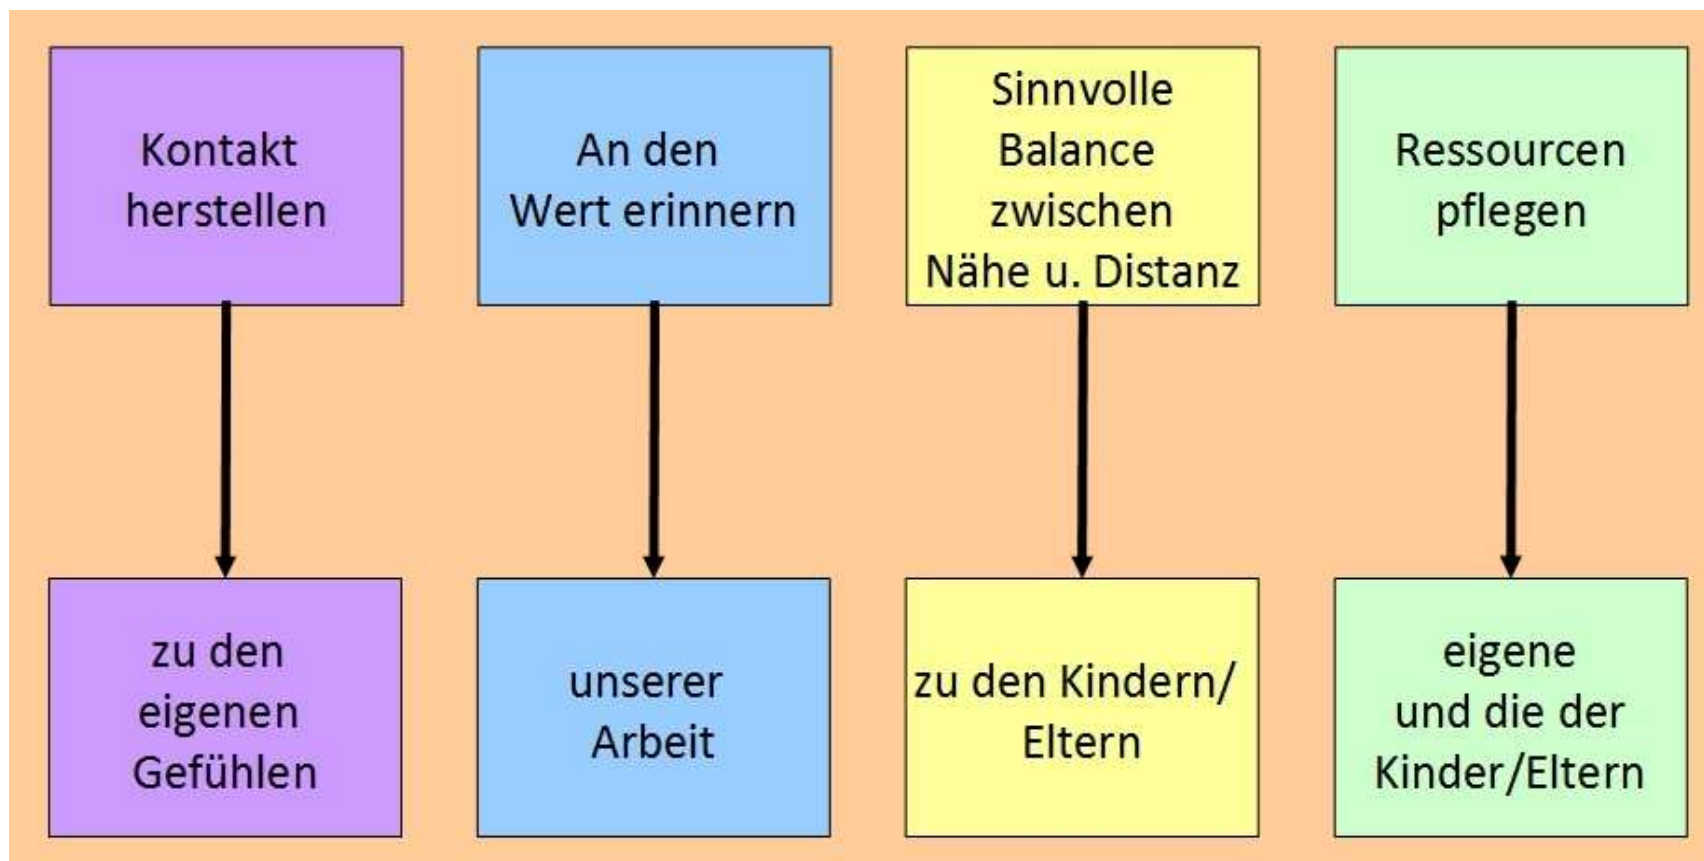 Kontakt
herstellen
An den
Wert erinnern
Sinnvolle
Balance
zwischen
Nähe u. Distanz
Ressourcen
pflegen
zu den
eigenen
Gefühlen
unserer
Arbeit
zu den Kindern/
Eltern
eigene
und die der
Kinder/Eltern